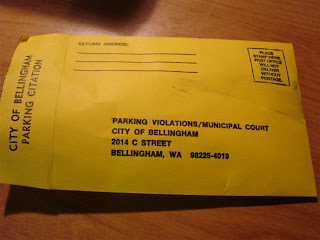 CITY OF BELLINGHAM
PARKING CITATION
RETURN ADDRESS:
PLACE
STAMP HERE
POST OFFICE
WILL NOT
DELIVER
WITHOUT
POSTAGE.
PARKING VIOLATIONS/MUNICIPAL COURT
CITY OF BELLINGHAM
2014 C STREET
BELLINGHAM, WA 98225-4019